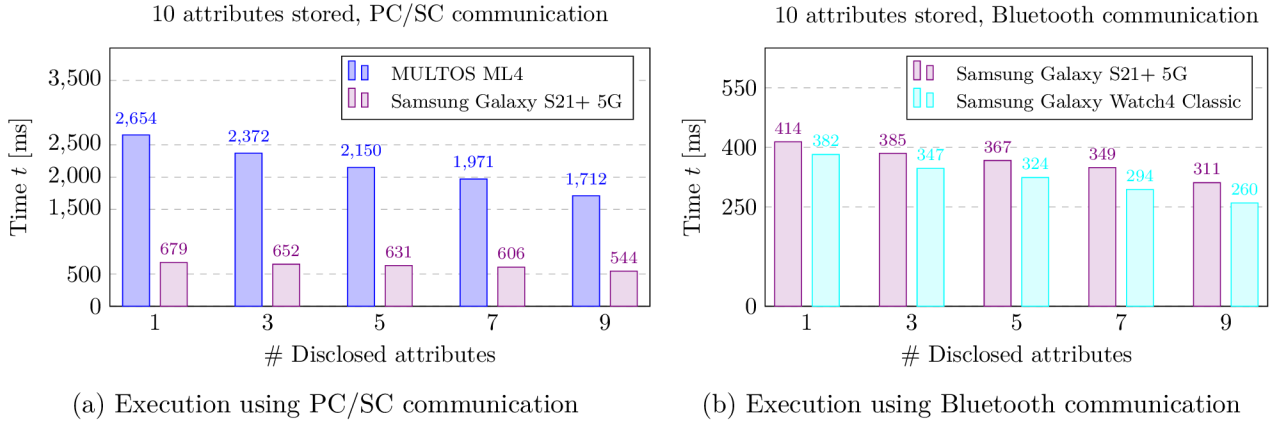 10 attributes stored, PC/SC communication
Time t [ms]
3,500
2,500
2,000
1,500
500
0
MULTOS ML4
Samsung Galaxy S21+ 5G
2,654
2,372
2,150
1,971
1,712
679
652
631
606
544
1 3 5 7 9
# Disclosed attributes
(a) Execution using PC/SC communication
10 attributes stored, Bluetooth communication
Time t [ms]
550
400
250
0
Samsung Galaxy S21+ 5G
Samsung Galaxy Watch4 Classic
414
382
385
347
367
324
349
294
311
260
1 3 5 7 9
# Disclosed attributes
(b) Execution using Bluetooth communication